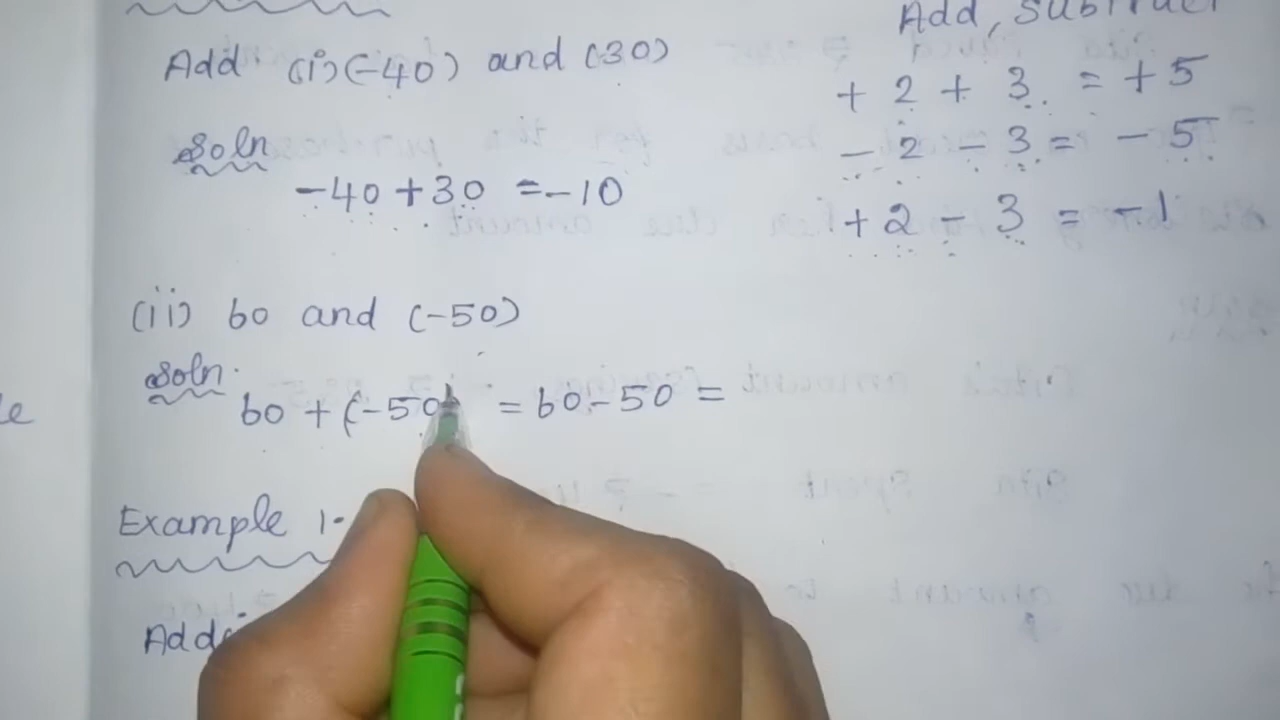 Add, Subtract
Add (i) (-40) and (30)
+ 2 + 3 = + 5
Soln
- 2 - 3 = - 5
-40 + 30 = -10
+ 2 - 3 = -1
(ii) 60 and (-50)
Soln.
60 + (-50) = 60 - 50 =
Example 1.
Add